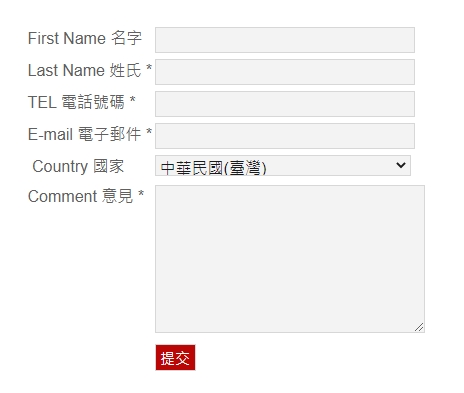 First Name 名字
Last Name 姓氏 *
TEL 電話號碼 *
E-mail 電子郵件 *
Country 國家 中華民國(臺灣)
Comment 意見 *
提交